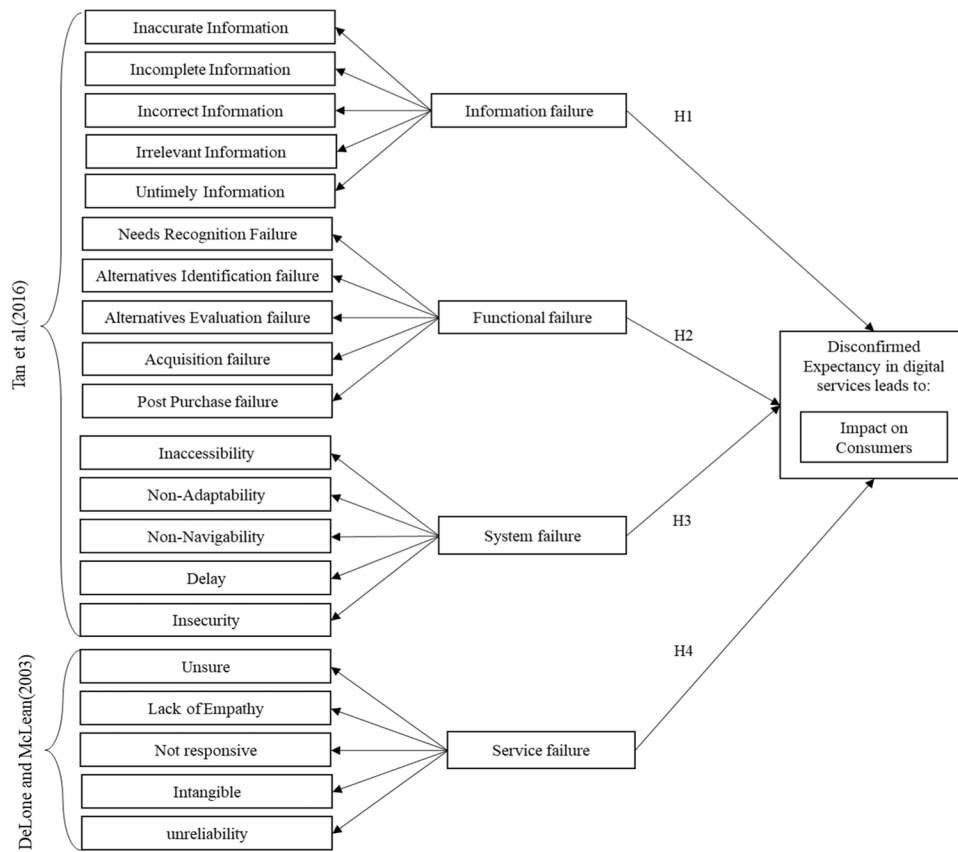 Tan et al.(2016)
Inaccurate Information
Incomplete Information
Incorrect Information
Irrelevant Information
Untimely Information
Information failure
H1
Needs Recognition Failure
Alternatives Identification failure
Alternatives Evaluation failure
Acquisition failure
Post Purchase failure
Functional failure
H2
Inaccessibility
Non-Adaptability
Non-Navigability
Delay
Insecurity
System failure
H3
DeLone and McLean(2003)
Unsure
Lack of Empathy
Not responsive
Intangible
unreliability
Service failure
H4
Disconfirmed
Expectancy in digital
services leads to:
Impact on
Consumers